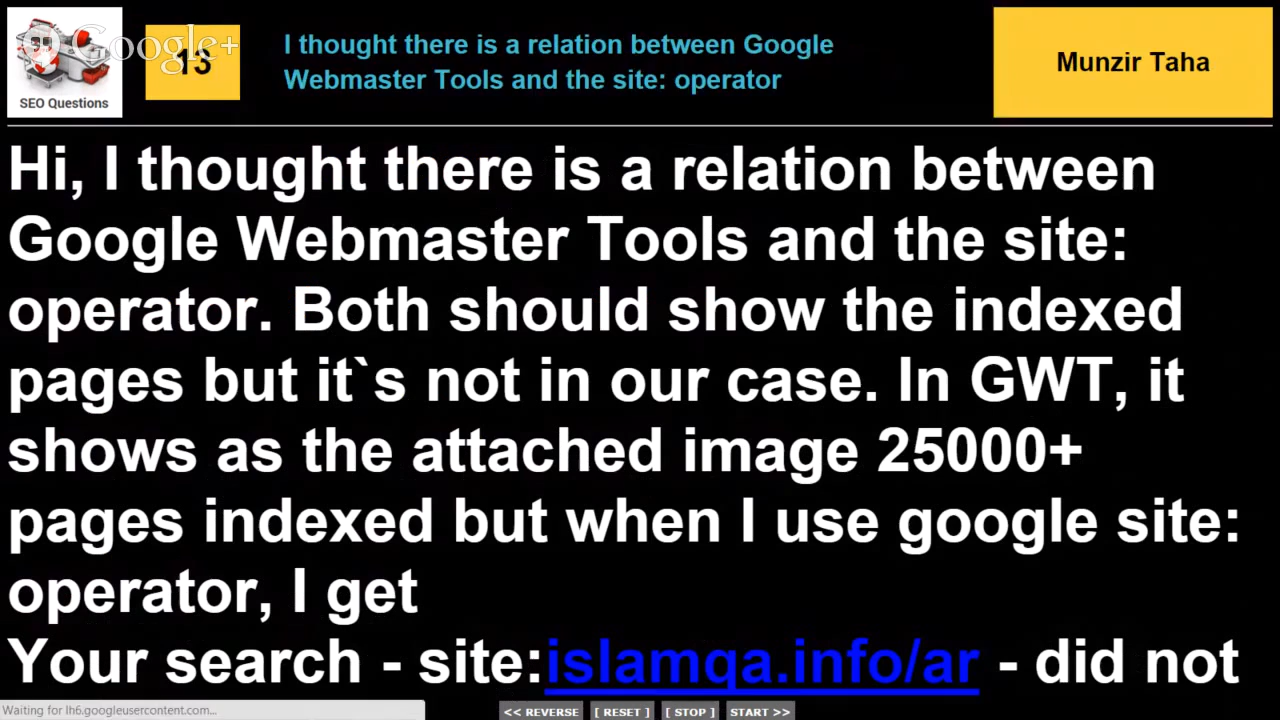 Google+
SEO Questions
13
I thought there is a relation between Google
Webmaster Tools and the site: operator
Munzir Taha
Hi, I thought there is a relation between
Google Webmaster Tools and the site:
operator. Both should show the indexed
pages but it`s not in our case. In GWT, it
shows as the attached image 25000+
pages indexed but when I use google site:
operator, I get
Your search - site:islamqa.info/ar - did not
Waiting for lh6.googleusercontent.com...
<< REVERSE
[ RESET ]
[ STOP ]
START >>